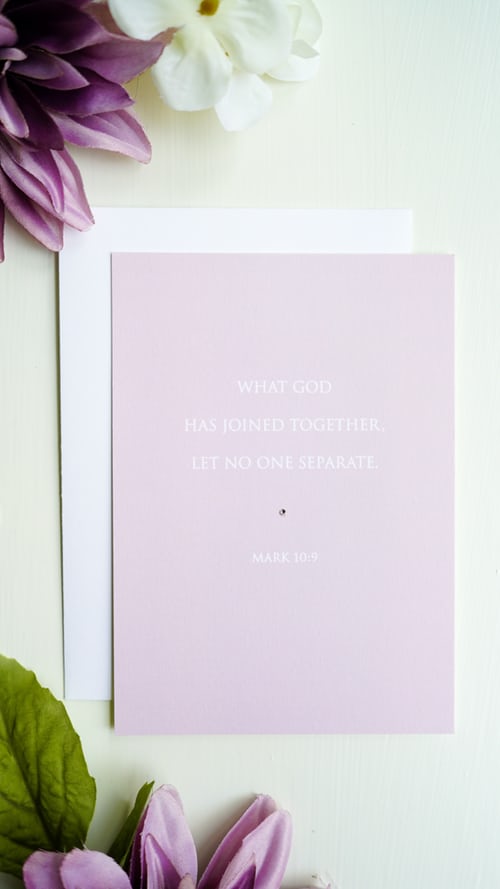 WHAT GOD
HAS JOINED TOGETHER,
LET NO ONE SEPARATE.
MARK 10:9